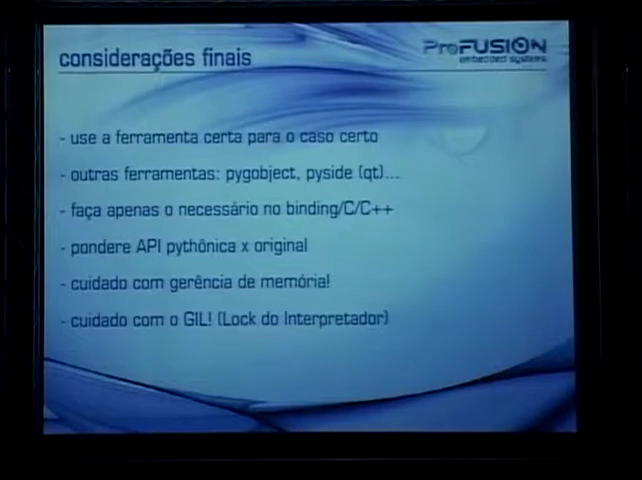 considerações finais
ProFUSION
embedded systems
- use a ferramenta certa para o caso certo
- outras ferramentas: pygobject, pyside (qt)...
- faça apenas o necessário no binding/C/C++
- pondere API pythônica x original
- cuidado com gerência de memória!
- cuidado com o GIL! (Lock do Interpretador)